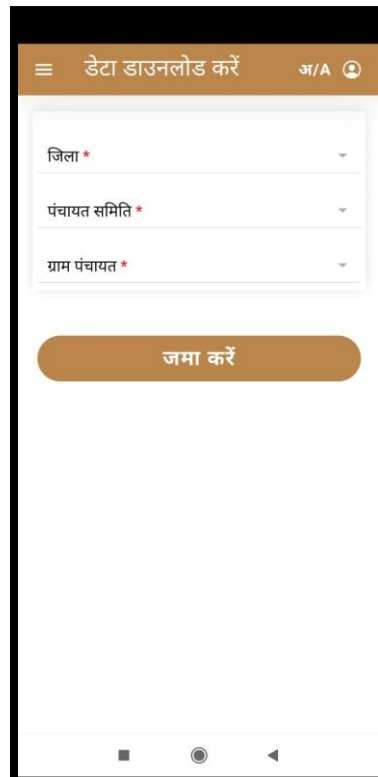 डेटा डाउनलोड करें अ/A
जिला *
पंचायत समिति *
ग्राम पंचायत *
जमा करें